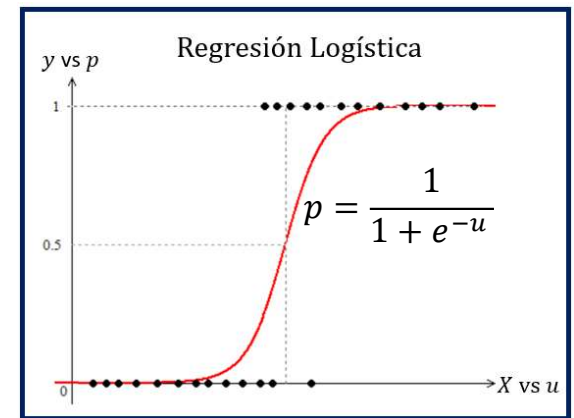 Regresión Logística
y vs p
1
p = 1 / (1 + e^{-u})
0.5
0
X vs u